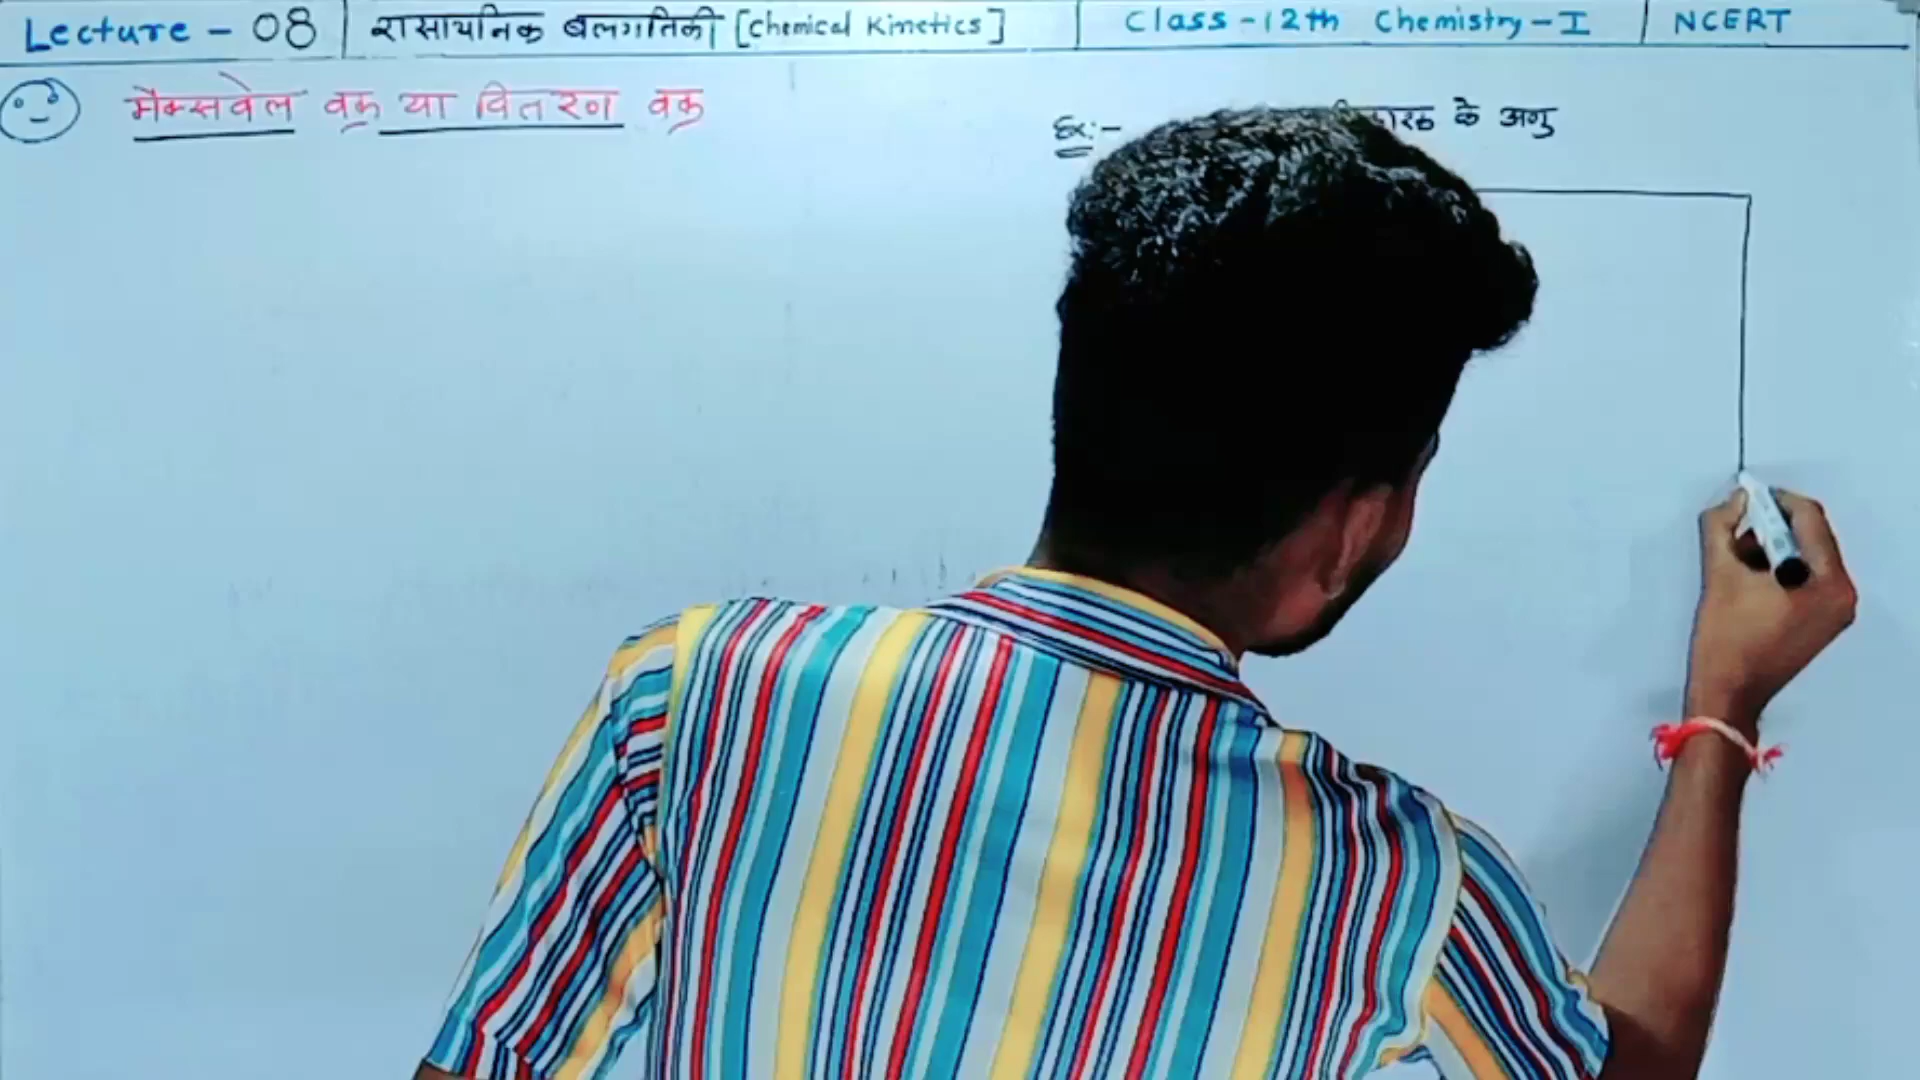 Lecture - 08 रासायनिक बलगतिकी [Chemical Kinetics] Class -12th Chemistry - I NCERT
मैक्सवेल वक्र या वितरण वक्र
Ex:- के अणु